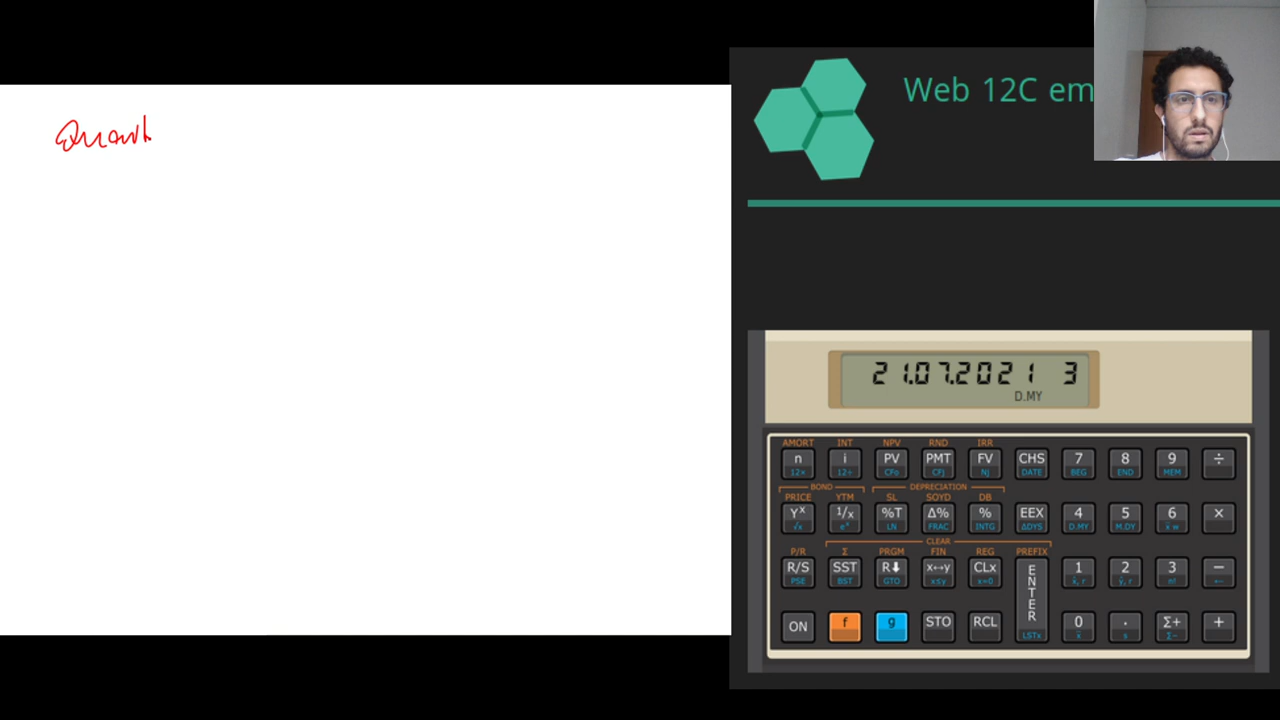 Quant
Web 12C em
21.07.2021 3
D.MY
AMORT INT NPV RND IRR
n i PV PMT FV CHS 7 8 9 ÷
12× 12÷ CFo CFj Nj DATE BEG END MEM
BOND DEPRECIATION
PRICE YTM SL SOYD DB
Yˣ 1/x %T Δ% % EEX 4 5 6 ×
√x eˣ LN FRAC INTG ΔDYS D.MY M.DY x̄ w
CLEAR
P/R Σ PRGM FIN REG PREFIX
R/S SST R⬇ x↔y CLx ENTER 1 2 3 −
PSE BST GTO x≤y x=0 x̂, r ŷ, r n! ←
ON f g STO RCL 0 . Σ+ +
LSTx x̄ s Σ−